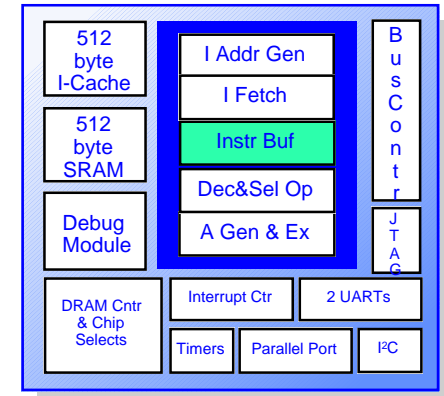 512
byte
I-Cache
512
byte
SRAM
Debug
Module
I Addr Gen
I Fetch
Instr Buf
Dec&Sel Op
A Gen & Ex
B
u
s
C
o
n
t
r
J
T
A
G
DRAM Cntr
& Chip
Selects
Interrupt Ctr
2 UARTs
Timers
Parallel Port
I²C